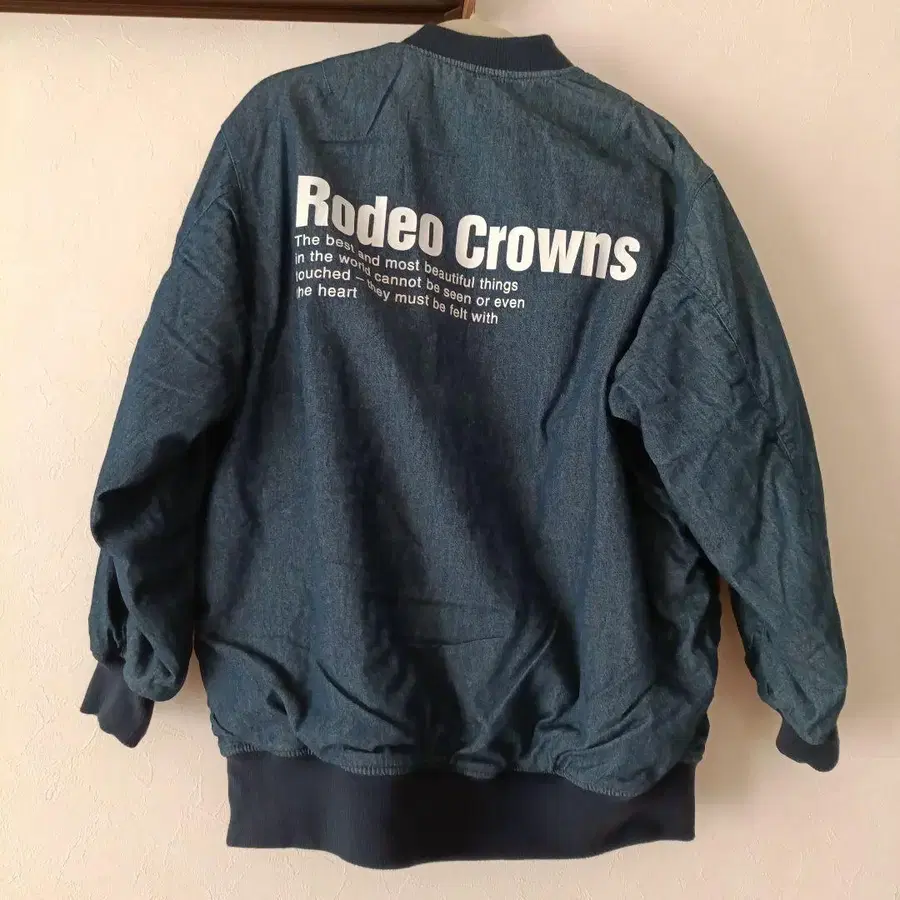 Rodeo Crowns
The best and most beautiful things
in the world cannot be seen or even
touched – they must be felt with
the heart